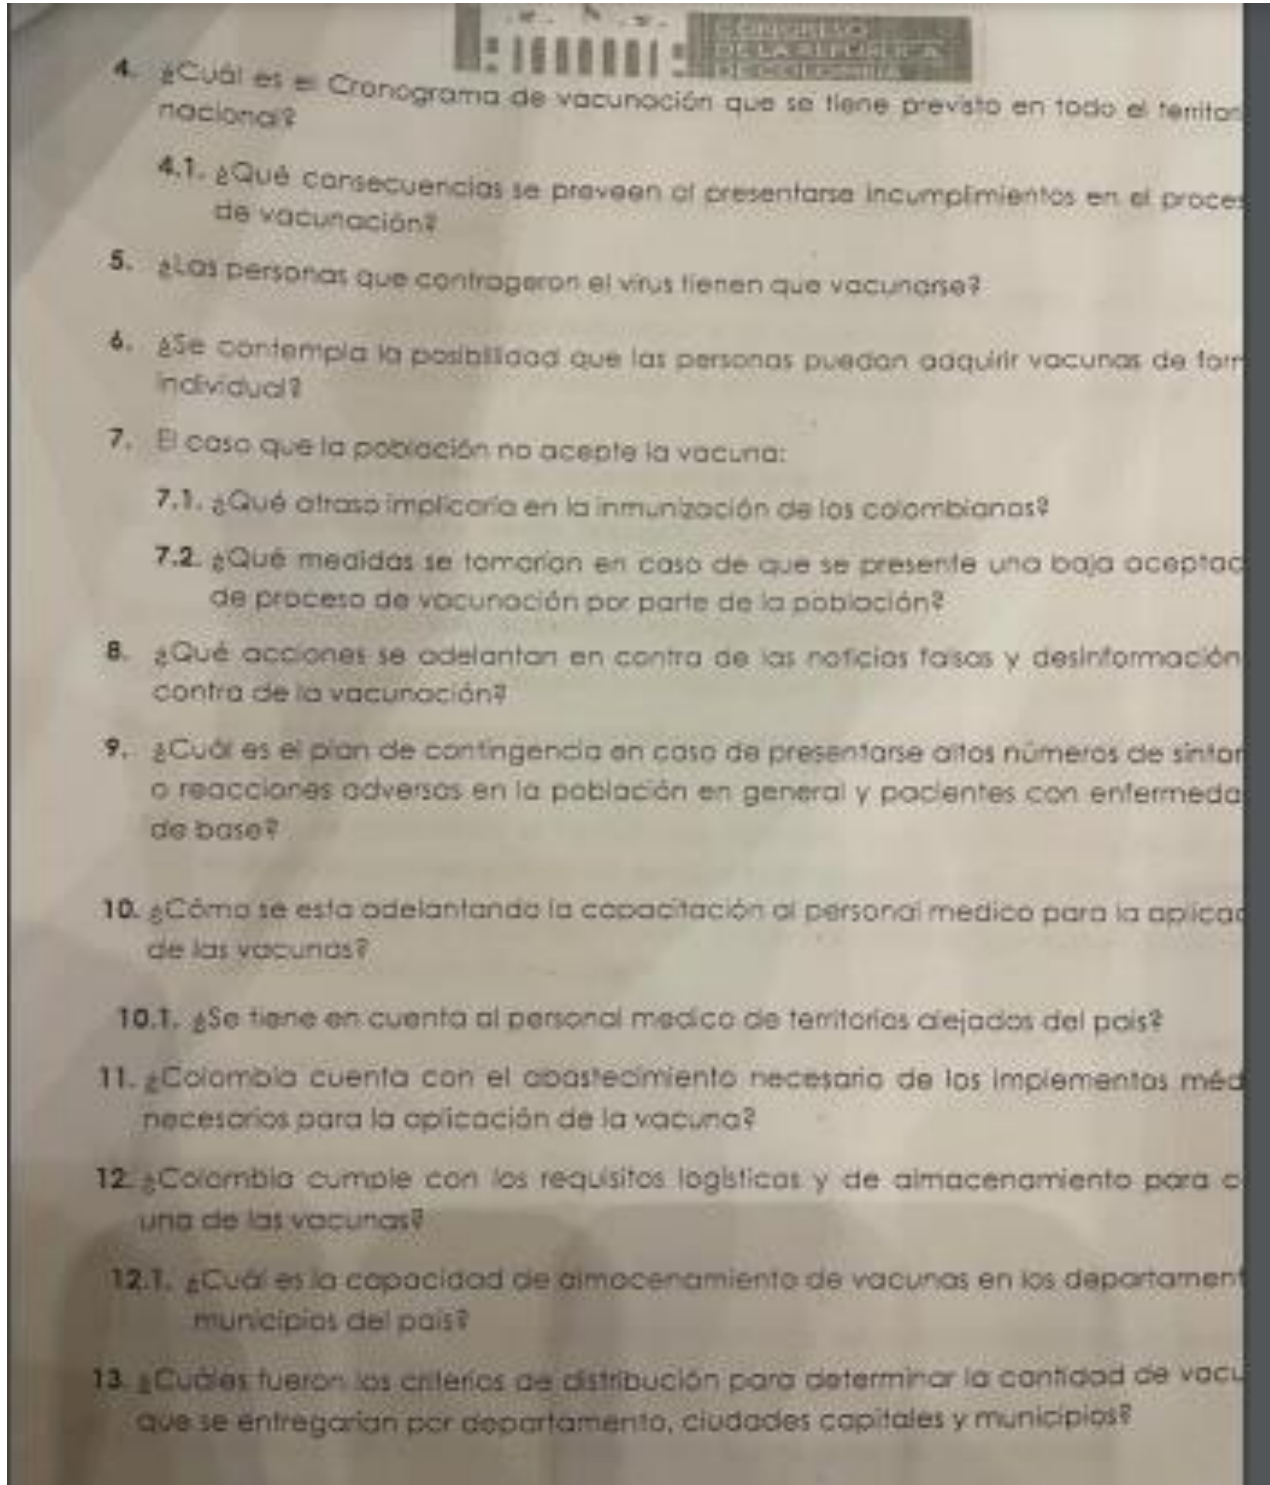 CONGRESO
DE LA REPÚBLICA
DE COLOMBIA
4. ¿Cuál es el Cronograma de vacunación que se tiene previsto en todo el territor
nacional?
4.1. ¿Qué consecuencias se preveen al presentarse incumplimientos en el proces
de vacunación?
5. ¿Las personas que contrageron el virus tienen que vacunarse?
6. ¿Se contempla la posibilidad que las personas puedan adquirir vacunas de form
individual?
7. El caso que la población no acepte la vacuna:
7.1. ¿Qué atraso implicaría en la inmunización de los colombianos?
7.2. ¿Qué medidas se tomarían en caso de que se presente una baja aceptac
de proceso de vacunación por parte de la población?
8. ¿Qué acciones se adelantan en contra de las noticias falsas y desinformación
contra de la vacunación?
9. ¿Cuál es el plan de contingencia en caso de presentarse altos números de sintom
o reacciones adversas en la población en general y pacientes con enfermeda
de base?
10. ¿Cómo se esta adelantando la capacitación al personal medico para la aplicac
de las vacunas?
10.1. ¿Se tiene en cuenta al personal medico de territorios alejados del país?
11. ¿Colombia cuenta con el abastecimiento necesario de los implementos méd
necesarios para la aplicación de la vacuna?
12. ¿Colombia cumple con los requisitos logísticos y de almacenamiento para c
una de las vacunas?
12.1. ¿Cuál es la capacidad de almacenamiento de vacunas en los department
municipios del país?
13. ¿Cuáles fueron los criterios de distribución para determinar la cantidad de vacu
que se entregarían por departamento, ciudades capitales y municipios?